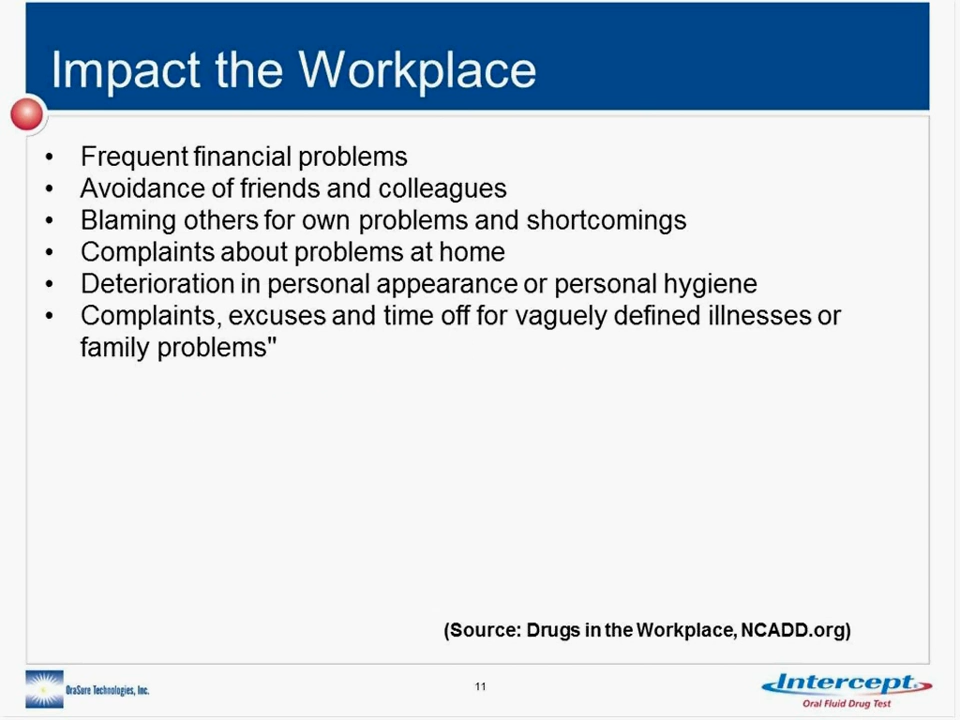 Impact the Workplace
• Frequent financial problems
• Avoidance of friends and colleagues
• Blaming others for own problems and shortcomings
• Complaints about problems at home
• Deterioration in personal appearance or personal hygiene
• Complaints, excuses and time off for vaguely defined illnesses or
family problems"
(Source: Drugs in the Workplace, NCADD.org)
OraSure Technologies, Inc.
11
Intercept®
Oral Fluid Drug Test